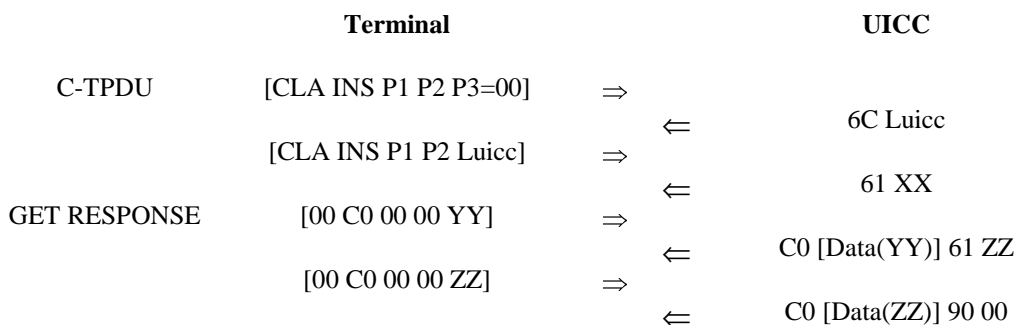 Terminal UICC
C-TPDU [CLA INS P1 P2 P3=00] ⇒
⇐ 6C Luicc
[CLA INS P1 P2 Luicc] ⇒
⇐ 61 XX
GET RESPONSE [00 C0 00 00 YY] ⇒
⇐ C0 [Data(YY)] 61 ZZ
[00 C0 00 00 ZZ] ⇒
⇐ C0 [Data(ZZ)] 90 00